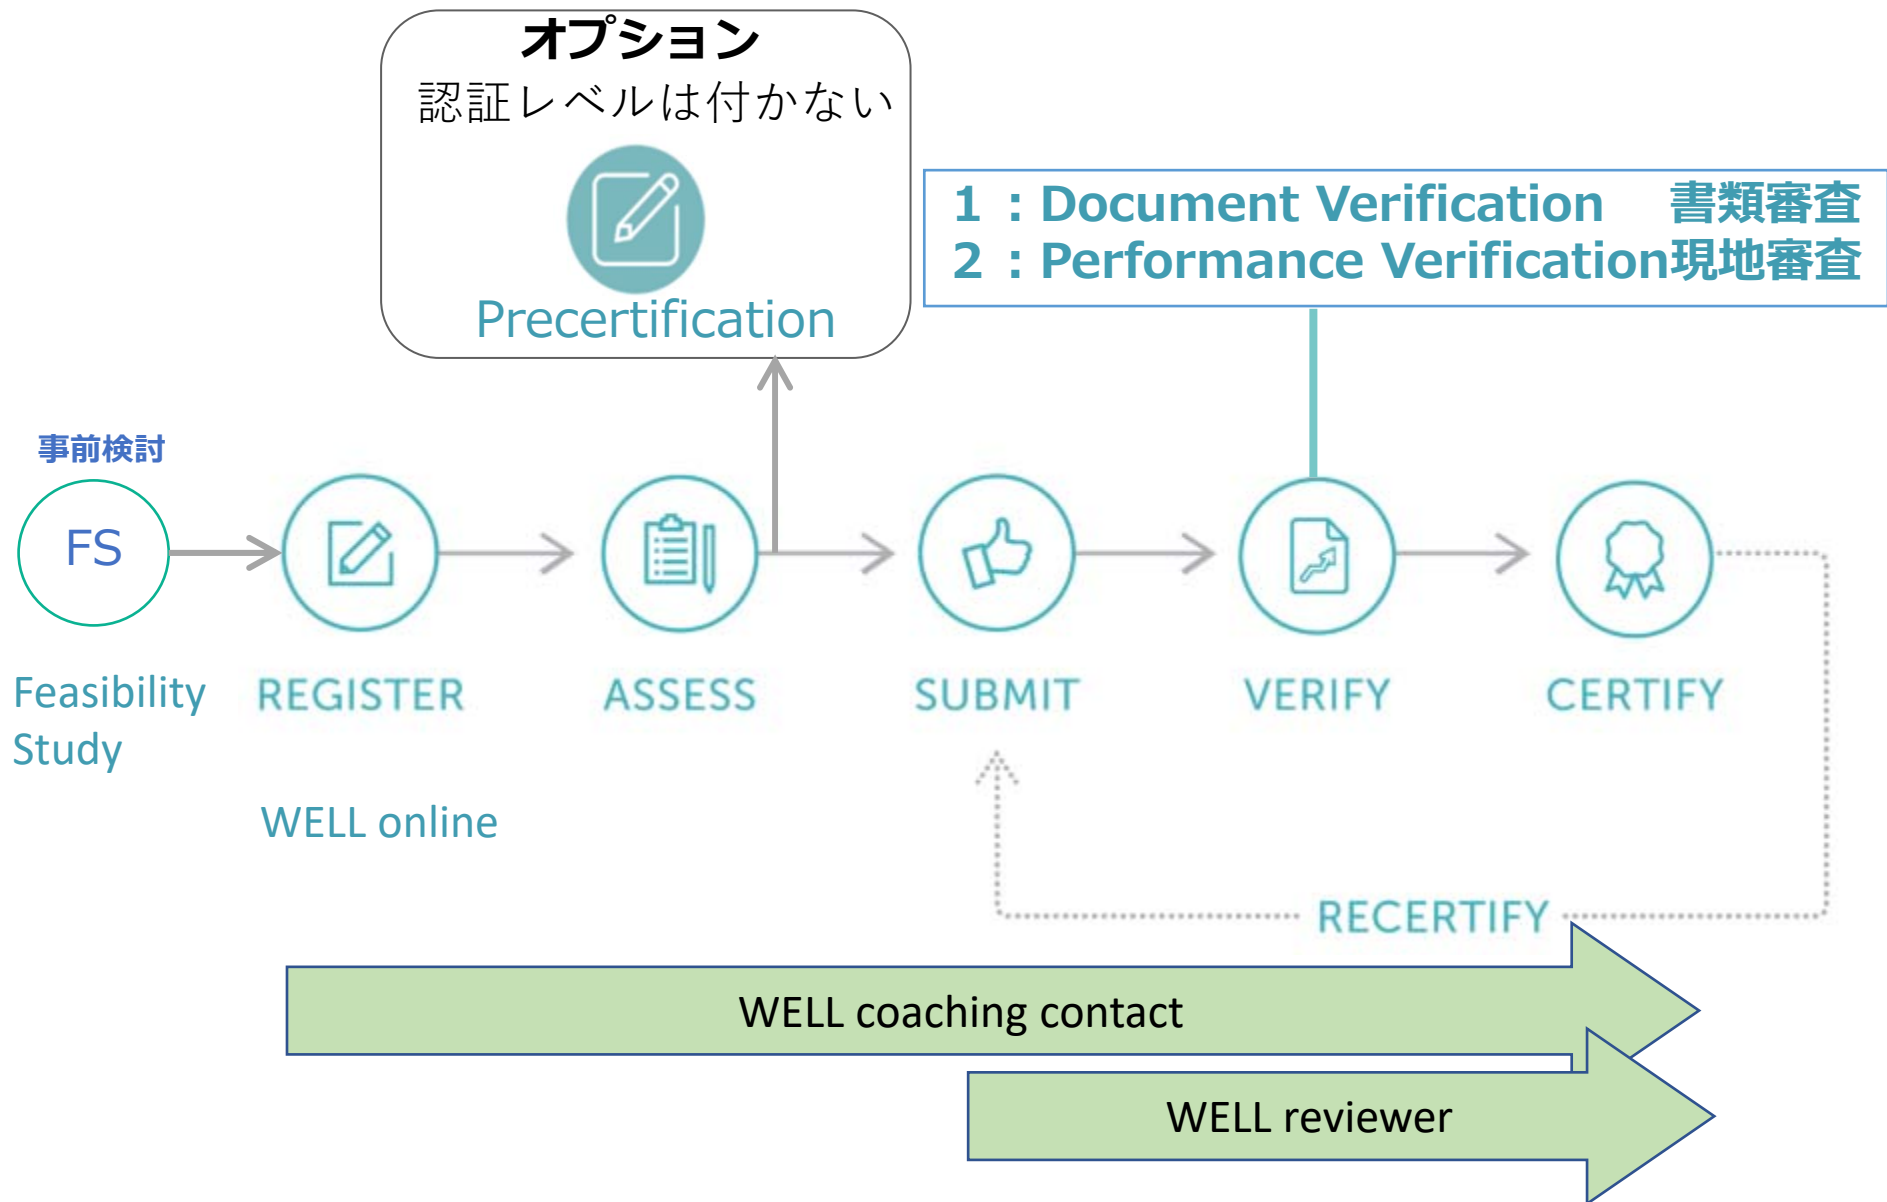 オプション
認証レベルは付かない
Precertification
1：Document Verification　書類審査
2：Performance Verification現地審査
事前検討
FS
Feasibility
Study
REGISTER
ASSESS
SUBMIT
VERIFY
CERTIFY
WELL online
RECERTIFY
WELL coaching contact
WELL reviewer